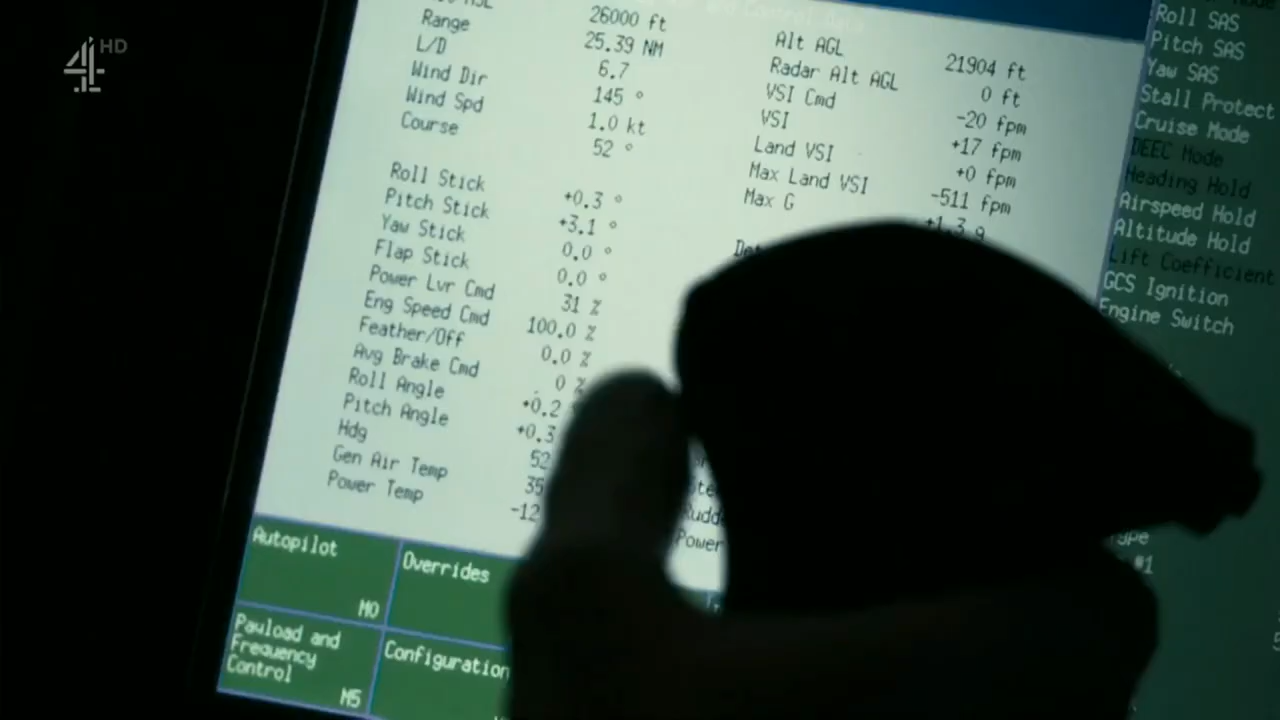 4 HD
26000 ft
Range 25.39 NM
L/D 6.7
Wind Dir 145 °
Wind Spd 1.0 kt
Course 52 °
Roll Stick +0.3 °
Pitch Stick +3.1 °
Yaw Stick 0.0 °
Flap Stick 0.0 °
Power Lvr Cmd 31 %
Eng Speed Cmd 100.0 %
Feather/Off 0.0 %
Avg Brake Cmd 0 %
Roll Angle +0.2
Pitch Angle +0.3
Hdg 52
Gen Air Temp 35
Power Temp -12
Alt AGL 21904 ft
Radar Alt AGL 0 ft
VSI Cmd -20 fpm
VSI +17 fpm
Land VSI +0 fpm
Max Land VSI -511 fpm
Max G +1.3 g
Power
Roll SAS
Pitch SAS
Yaw SAS
Stall Protect
Cruise Mode
DEEC Mode
Heading Hold
Airspeed Hold
Altitude Hold
Lift Coefficient
GCS Ignition
Engine Switch
#1
Autopilot
M0
Overrides
Payload and
Frequency
Control
M5
Configuration